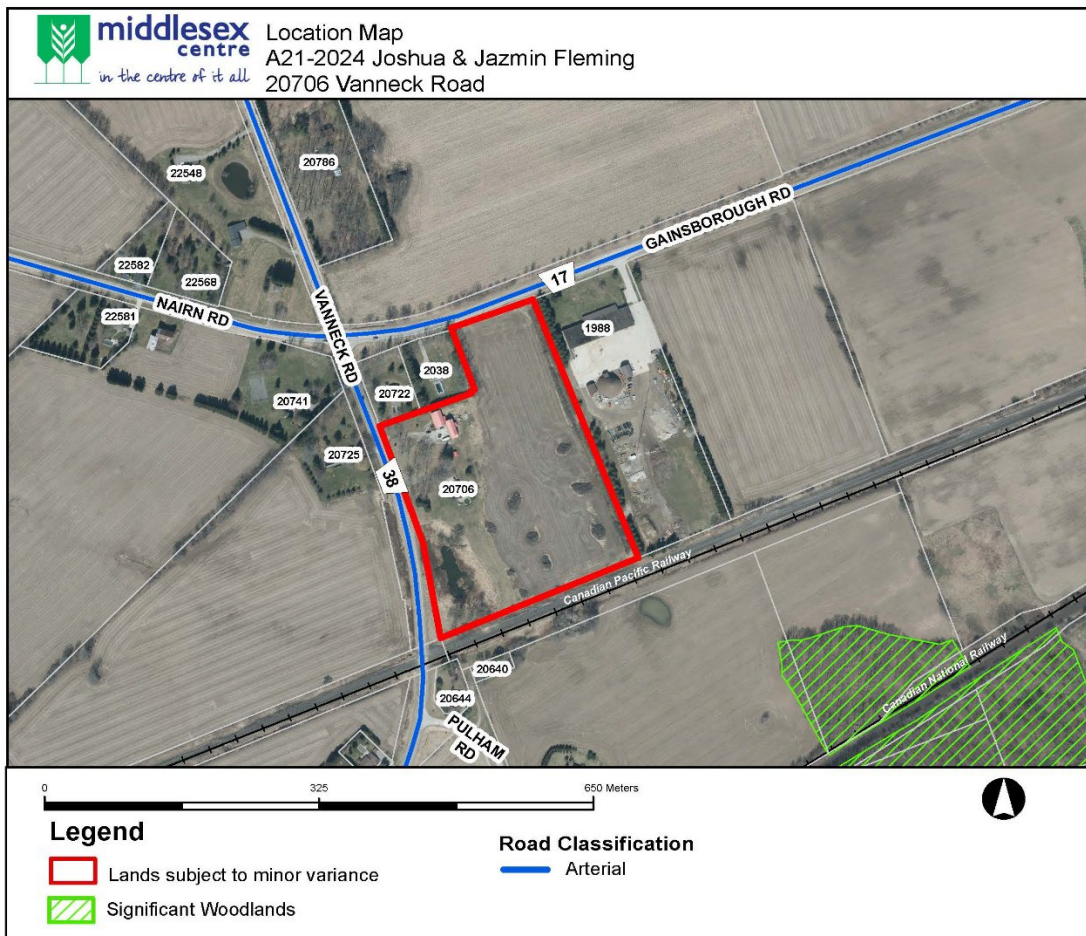 middlesex
centre
in the centre of it all
Location Map
A21-2024 Joshua & Jazmin Fleming
20706 Vanneck Road
20786
22548
GAINSBOROUGH RD
22582
22568
17
NAIRN RD
22581
VANNECK RD
1988
2038
20722
20741
20725
38
20706
Canadian Pacific Railway
20640
Canadian National Railway
20644
PULHAM
RD
0 325 650 Meters
Legend
Lands subject to minor variance
Significant Woodlands
Road Classification
Arterial